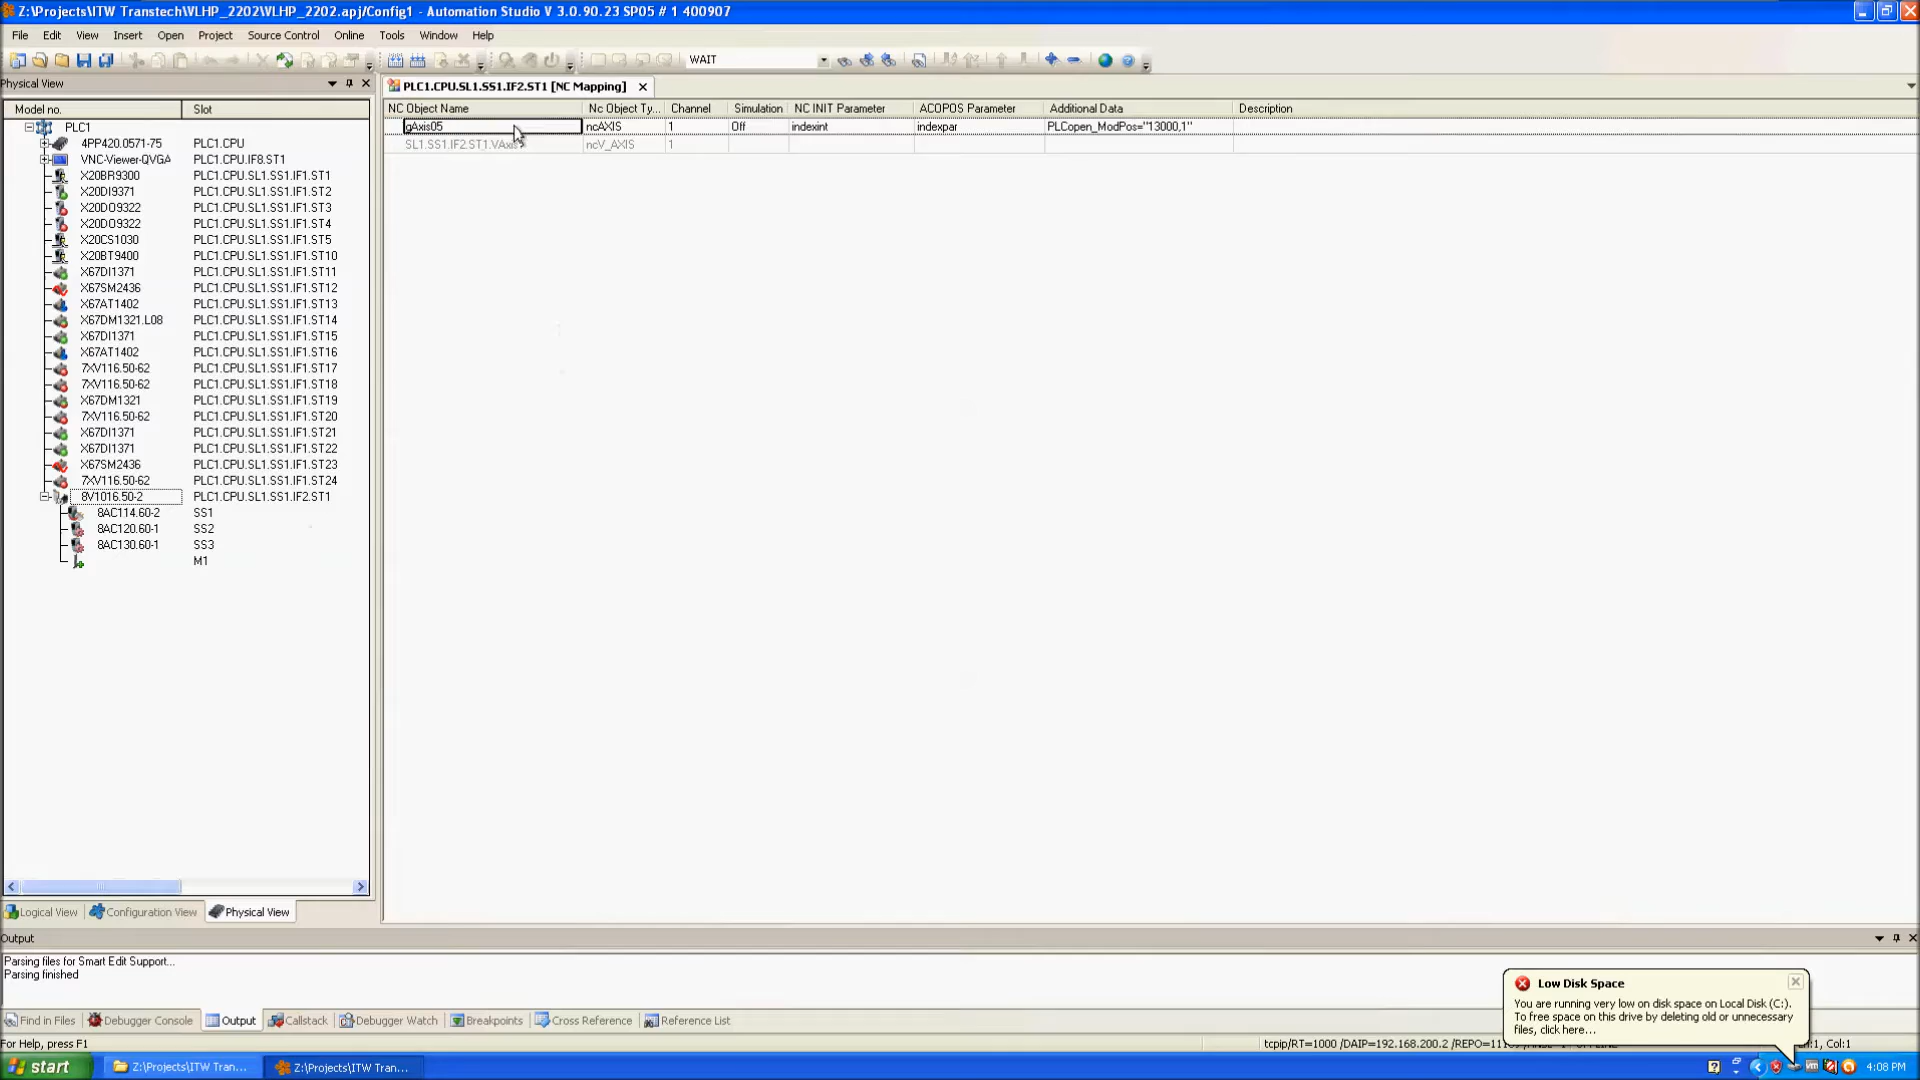 Z:\Projects\ITW Transtech\VLHP_2202\VLHP_2202.apj/Config1 - Automation Studio V 3.0.90.23 SP05 # 1 400907
File Edit View Insert Open Project Source Control Online Tools Window Help
WAIT
Physical View
PLC1.CPU.SL1.SS1.IF2.ST1 [NC Mapping]
Model no. Slot
NC Object Name Nc Object Ty... Channel Simulation NC INIT Parameter ACOPOS Parameter Additional Data Description
gAxis05 ncAXIS 1 Off indexint indexpar PLCopen_ModPos="13000,1"
SL1.SS1.IF2.ST1.VAxis ncV_AXIS 1
PLC1
4PP420.0571-75 PLC1.CPU
VNC-Viewer-QVGA PLC1.CPU.IF8.ST1
X20BR9300 PLC1.CPU.SL1.SS1.IF1.ST1
X20DI9371 PLC1.CPU.SL1.SS1.IF1.ST2
X20DO9322 PLC1.CPU.SL1.SS1.IF1.ST3
X20DO9322 PLC1.CPU.SL1.SS1.IF1.ST4
X20CS1030 PLC1.CPU.SL1.SS1.IF1.ST5
X20BT9400 PLC1.CPU.SL1.SS1.IF1.ST10
X67DI1371 PLC1.CPU.SL1.SS1.IF1.ST11
X67SM2436 PLC1.CPU.SL1.SS1.IF1.ST12
X67AT1402 PLC1.CPU.SL1.SS1.IF1.ST13
X67DM1321.L08 PLC1.CPU.SL1.SS1.IF1.ST14
X67DI1371 PLC1.CPU.SL1.SS1.IF1.ST15
X67AT1402 PLC1.CPU.SL1.SS1.IF1.ST16
7XV116.50-62 PLC1.CPU.SL1.SS1.IF1.ST17
7XV116.50-62 PLC1.CPU.SL1.SS1.IF1.ST18
X67DM1321 PLC1.CPU.SL1.SS1.IF1.ST19
7XV116.50-62 PLC1.CPU.SL1.SS1.IF1.ST20
X67DI1371 PLC1.CPU.SL1.SS1.IF1.ST21
X67DI1371 PLC1.CPU.SL1.SS1.IF1.ST22
X67SM2436 PLC1.CPU.SL1.SS1.IF1.ST23
7XV116.50-62 PLC1.CPU.SL1.SS1.IF1.ST24
8V1016.50-2 PLC1.CPU.SL1.SS1.IF2.ST1
8AC114.60-2 SS1
8AC120.60-1 SS2
8AC130.60-1 SS3
M1
Logical View Configuration View Physical View
Output
Parsing files for Smart Edit Support...
Parsing finished
Low Disk Space
You are running very low on disk space on Local Disk (C:).
To free space on this drive by deleting old or unnecessary
files, click here...
Find in Files Debugger Console Output Callstack Debugger Watch Breakpoints Cross Reference Reference List
For Help, press F1
tcpip/RT=1000 /DAIP=192.168.200.2 Col:1
start Z:\Projects\ITW Tran... Z:\Projects\ITW Tran... 4:08 PM